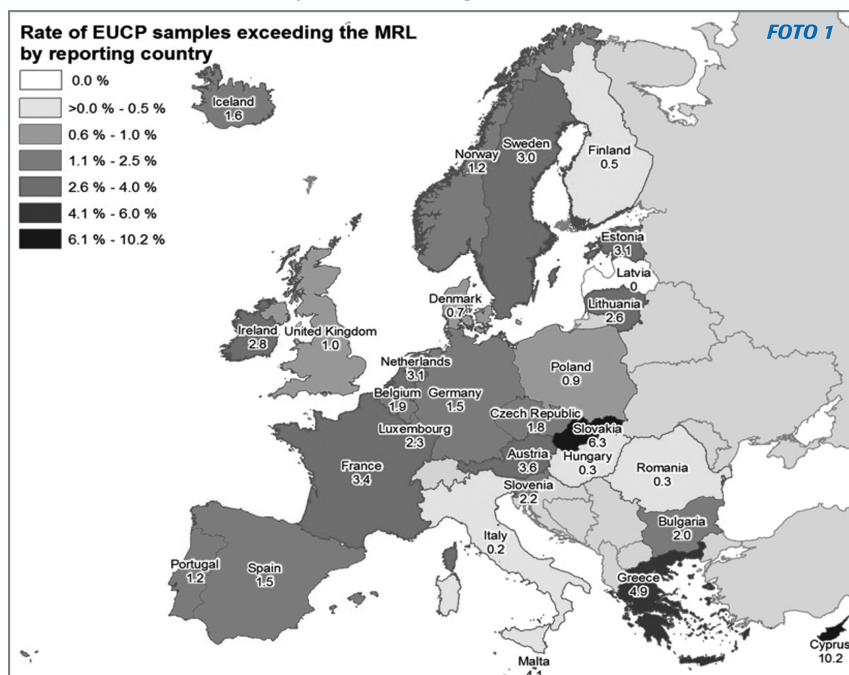 Rate of EUCP samples exceeding the MRL
by reporting country
FOTO 1
0.0 %
>0.0 % - 0.5 %
0.6 % - 1.0 %
1.1 % - 2.5 %
2.6 % - 4.0 %
4.1 % - 6.0 %
6.1 % - 10.2 %
Iceland
1.6
Norway
1.2
Sweden
3.0
Finland
0.5
Estonia
3.1
Latvia
0
Lithuania
2.6
Denmark
0.7
Ireland
2.8
United Kingdom
1.0
Netherlands
3.1
Belgium
1.9
Germany
1.5
Poland
0.9
Czech Republic
1.8
Slovakia
6.3
Luxembourg
2.3
Austria
3.6
Hungary
0.3
France
3.4
Slovenia
2.2
Romania
0.3
Italy
0.2
Bulgaria
2.0
Portugal
1.2
Spain
1.5
Greece
4.9
Cyprus
10.2
Malta
4.1